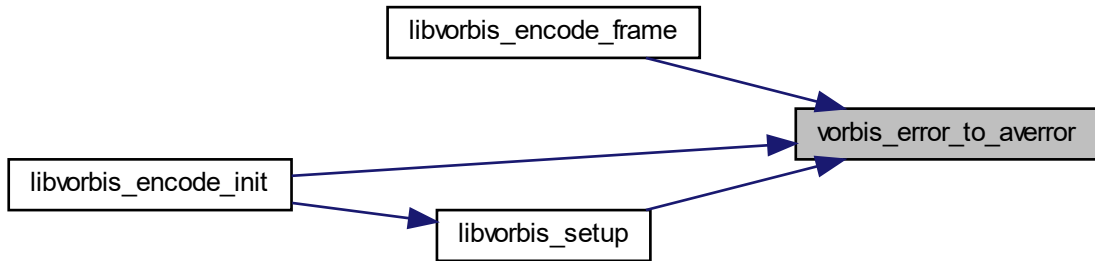 libvorbis_encode_frame
vorbis_error_to_averror
libvorbis_encode_init
libvorbis_setup